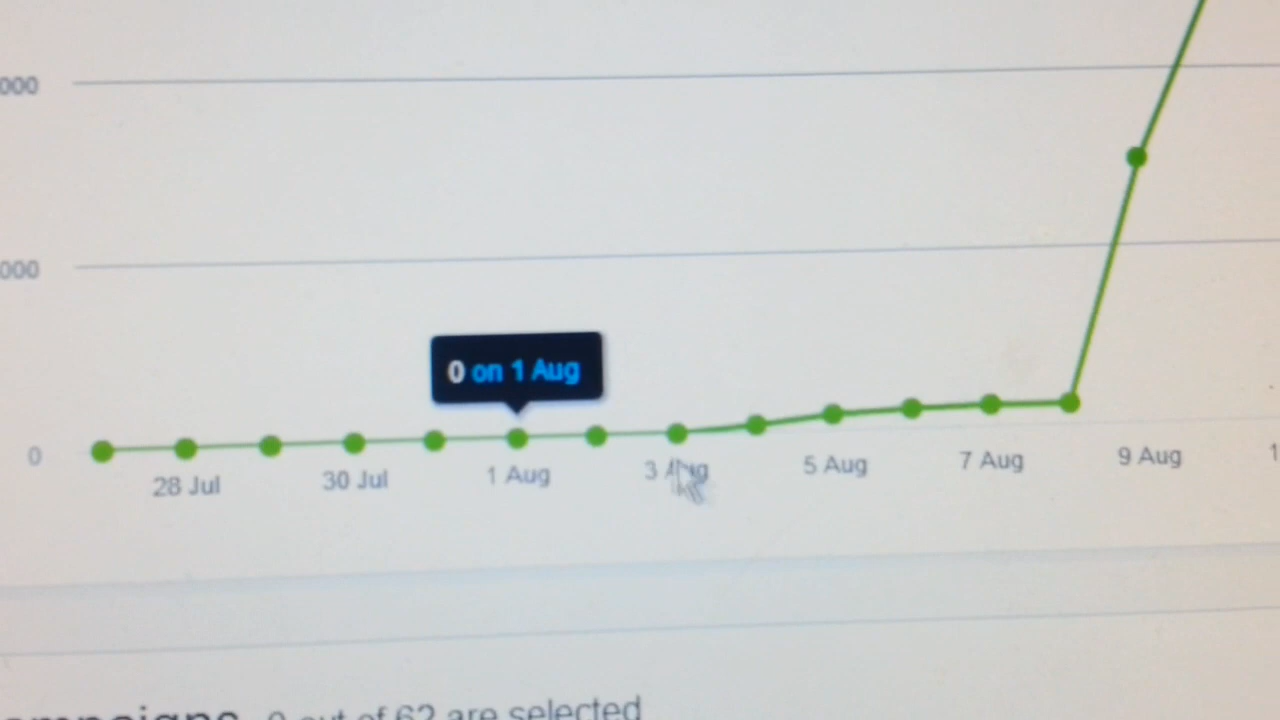 000
000
0 on 1 Aug
0
28 Jul
30 Jul
1 Aug
3 Aug
5 Aug
7 Aug
9 Aug
1
mpaigns 0 out of 62 are selected